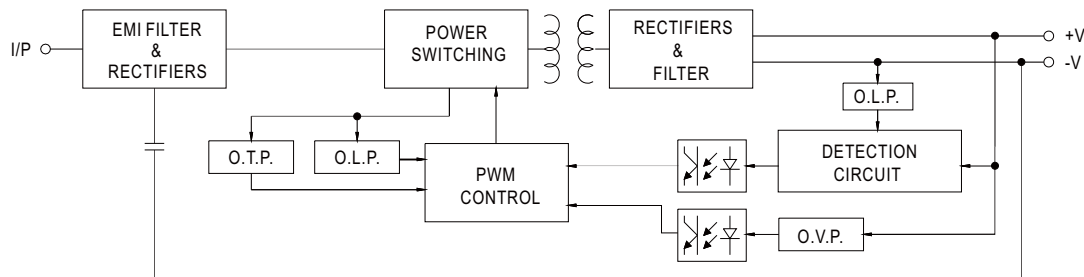 I/P
EMI FILTER
&
RECTIFIERS
POWER
SWITCHING
RECTIFIERS
&
FILTER
+V
-V
O.L.P.
O.T.P.
O.L.P.
PWM
CONTROL
DETECTION
CIRCUIT
O.V.P.